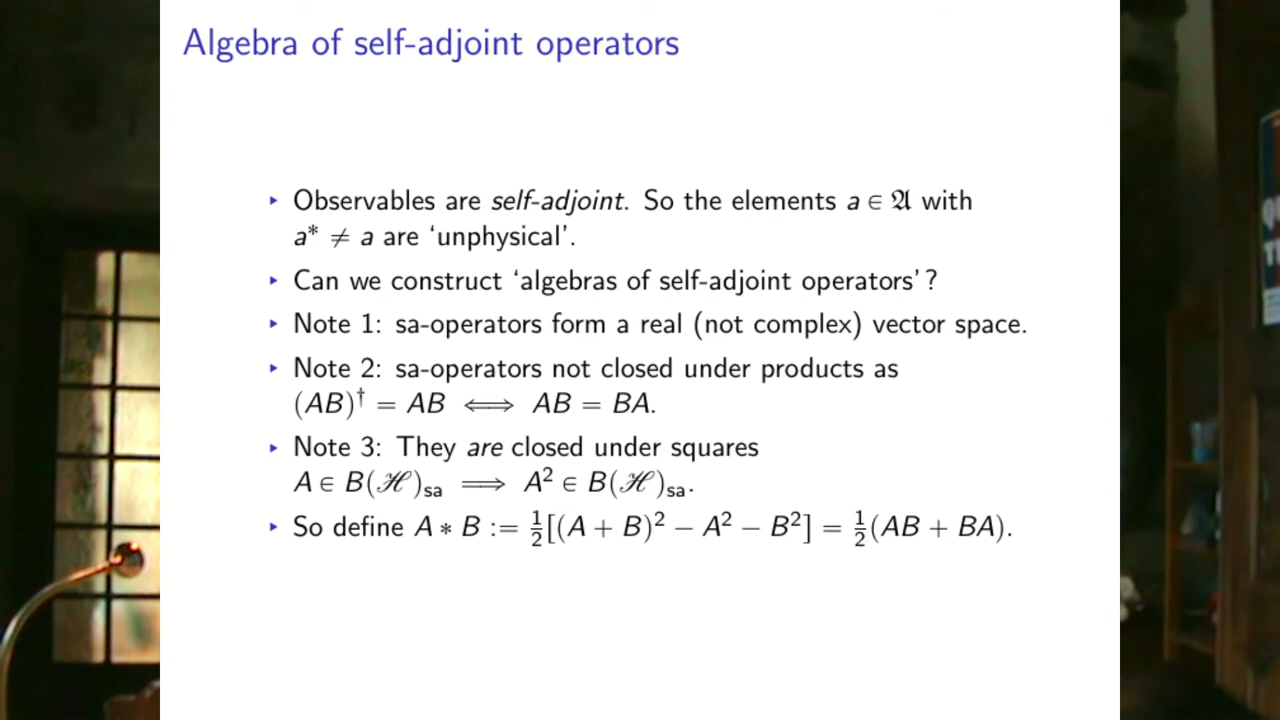 Algebra of self-adjoint operators
▸ Observables are self-adjoint. So the elements a ∈ 𝔄 with
a* ≠ a are ‘unphysical’.
▸ Can we construct ‘algebras of self-adjoint operators’?
▸ Note 1: sa-operators form a real (not complex) vector space.
▸ Note 2: sa-operators not closed under products as
(AB)† = AB ⟺ AB = BA.
▸ Note 3: They are closed under squares
A ∈ B(ℋ)sa ⟹ A² ∈ B(ℋ)sa.
▸ So define A ∗ B := ½[(A + B)² − A² − B²] = ½(AB + BA).